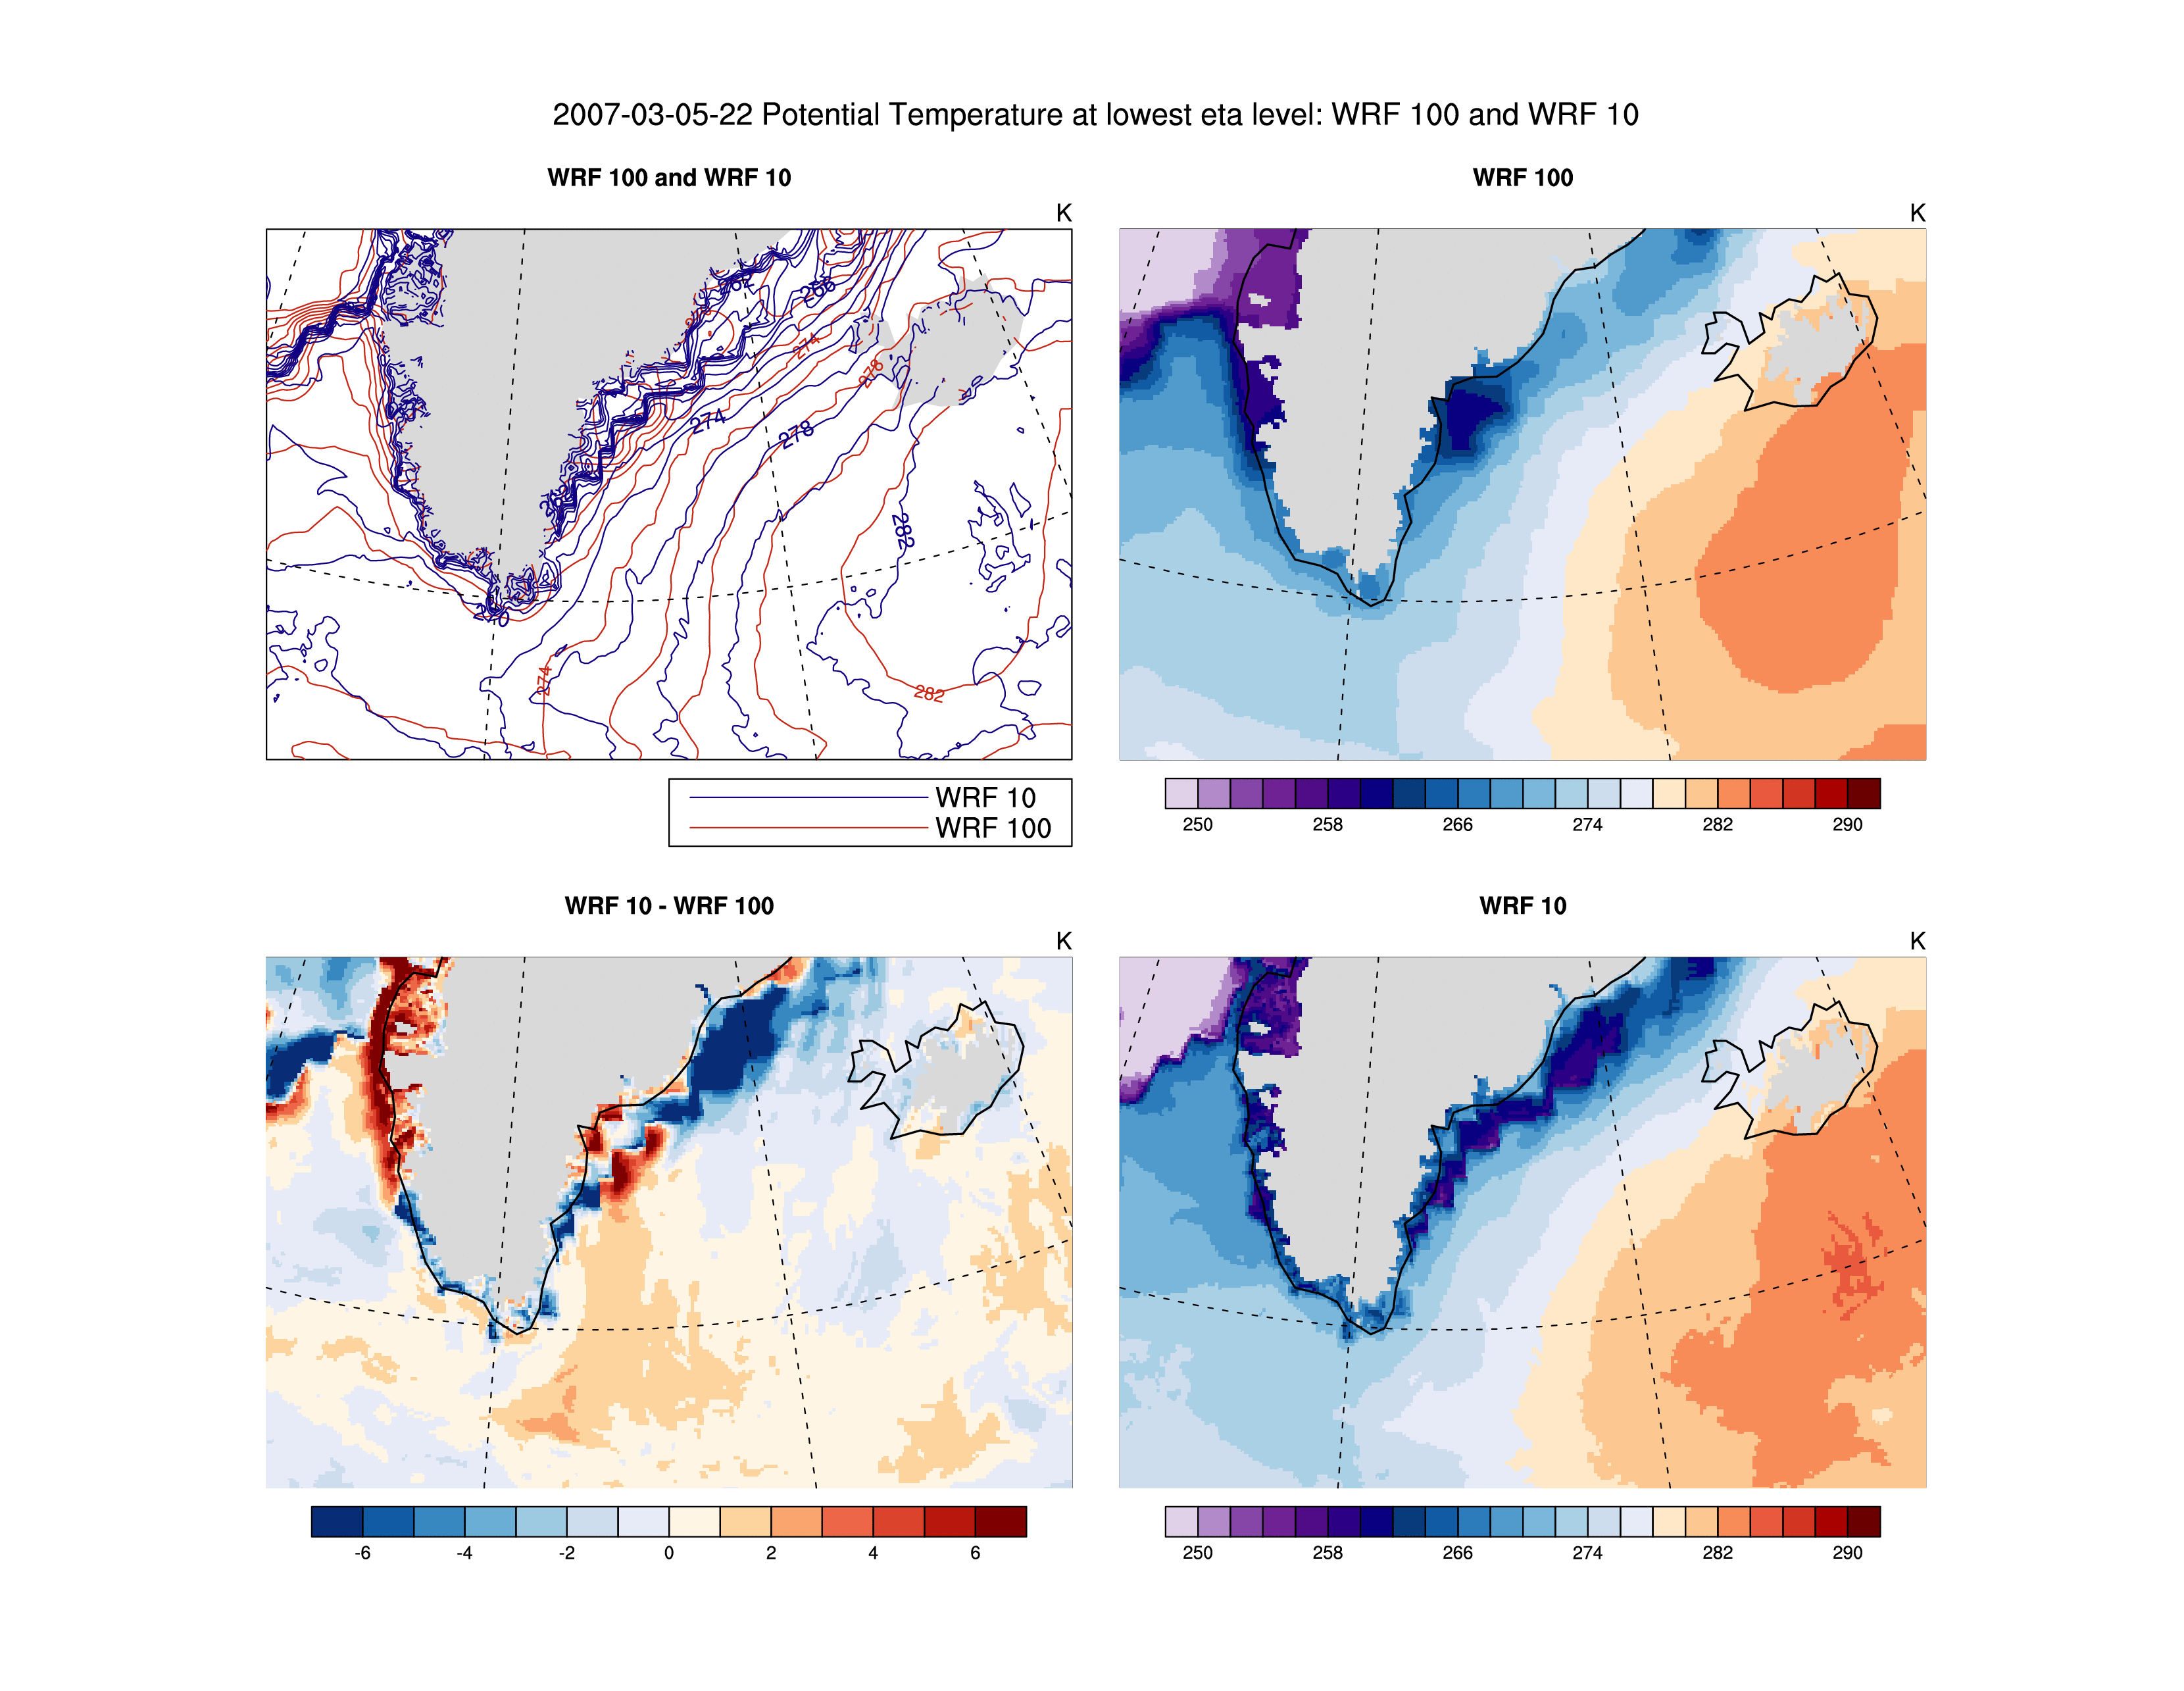 2007-03-05-22 Potential Temperature at lowest eta level: WRF 100 and WRF 10
WRF 100 and WRF 10
K
262
266
274
278
274
278
282
270
274
282
WRF 10
WRF 100
WRF 100
K
250 258 266 274 282 290
WRF 10 - WRF 100
K
-6 -4 -2 0 2 4 6
WRF 10
K
250 258 266 274 282 290